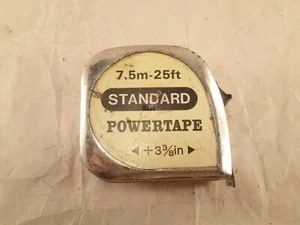 7.5m-25ft
STANDARD
POWERTAPE
◄ +3⅜in ►